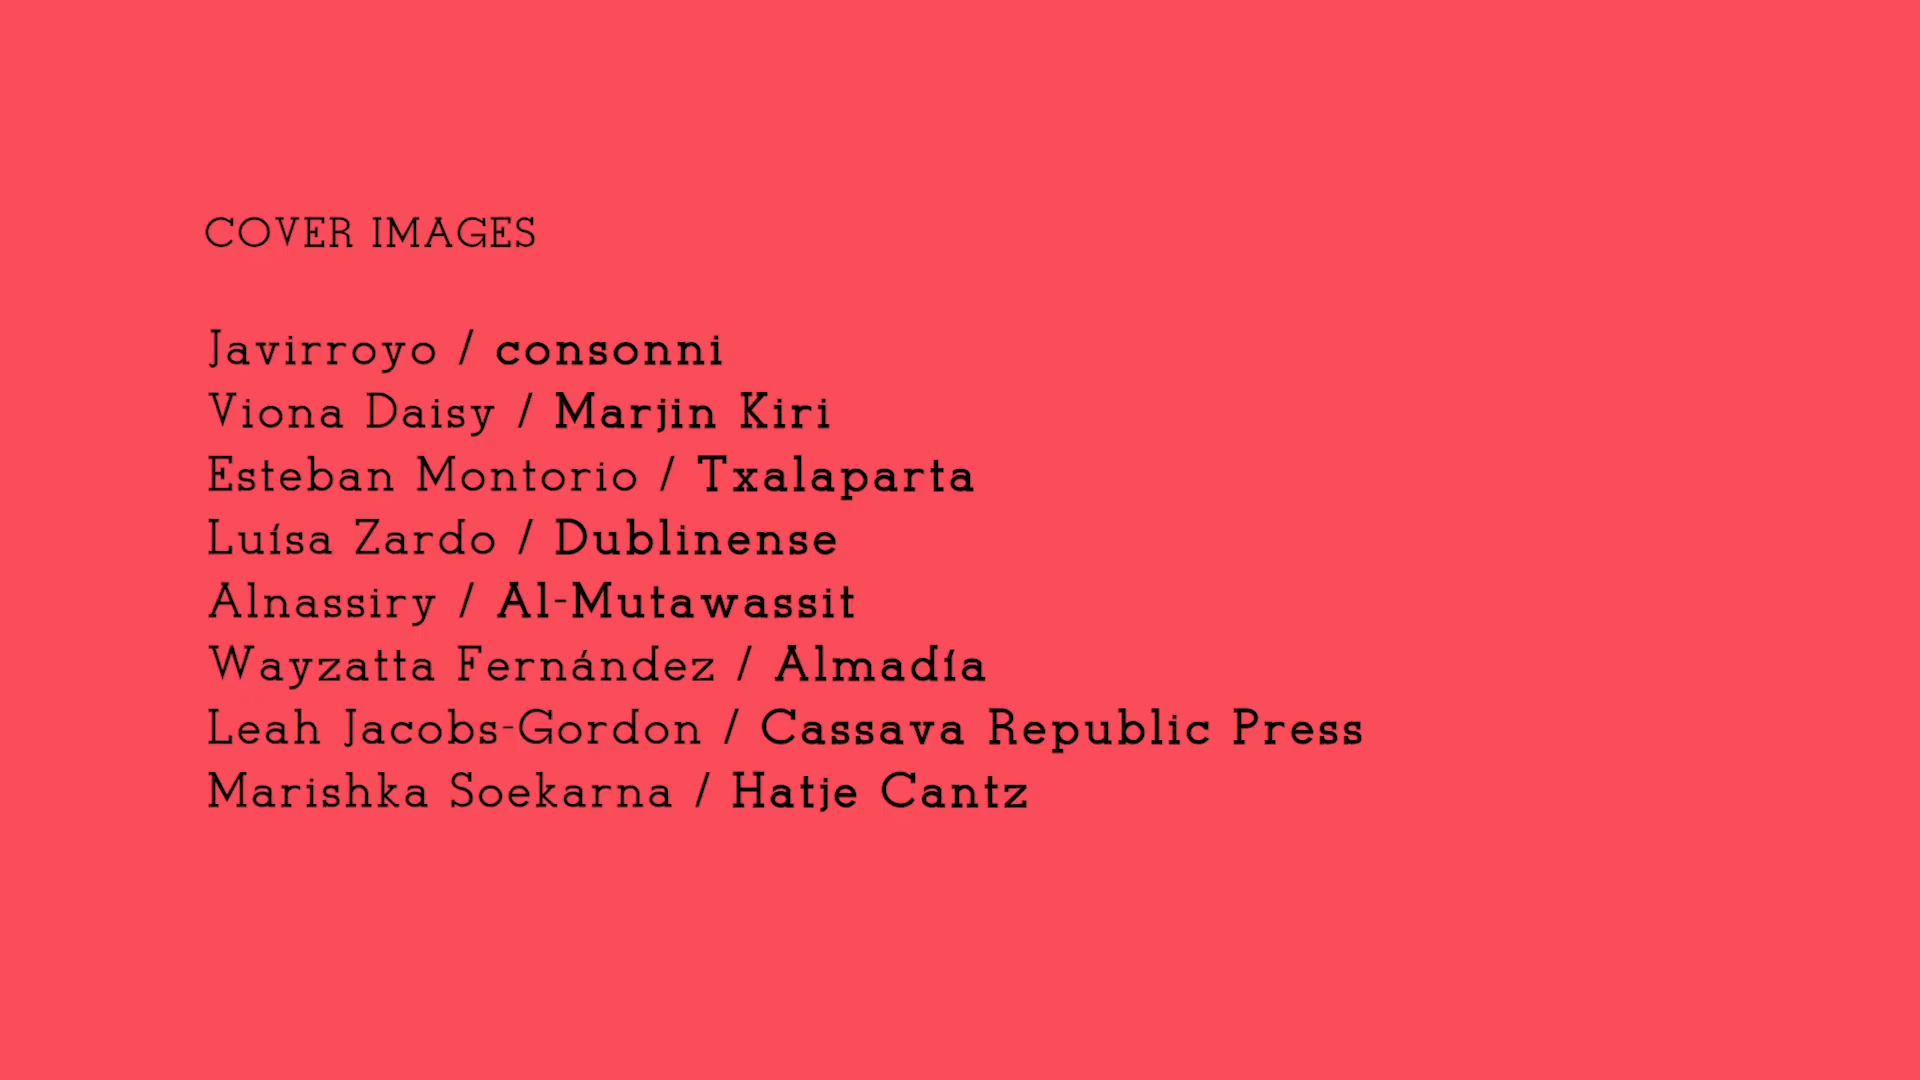 COVER IMAGES
Javirroyo / consonni
Viona Daisy / Marjin Kiri
Esteban Montorio / Txalaparta
Luísa Zardo / Dublinense
Alnassiry / Al-Mutawassit
Wayzatta Fernández / Almadía
Leah Jacobs-Gordon / Cassava Republic Press
Marishka Soekarna / Hatje Cantz